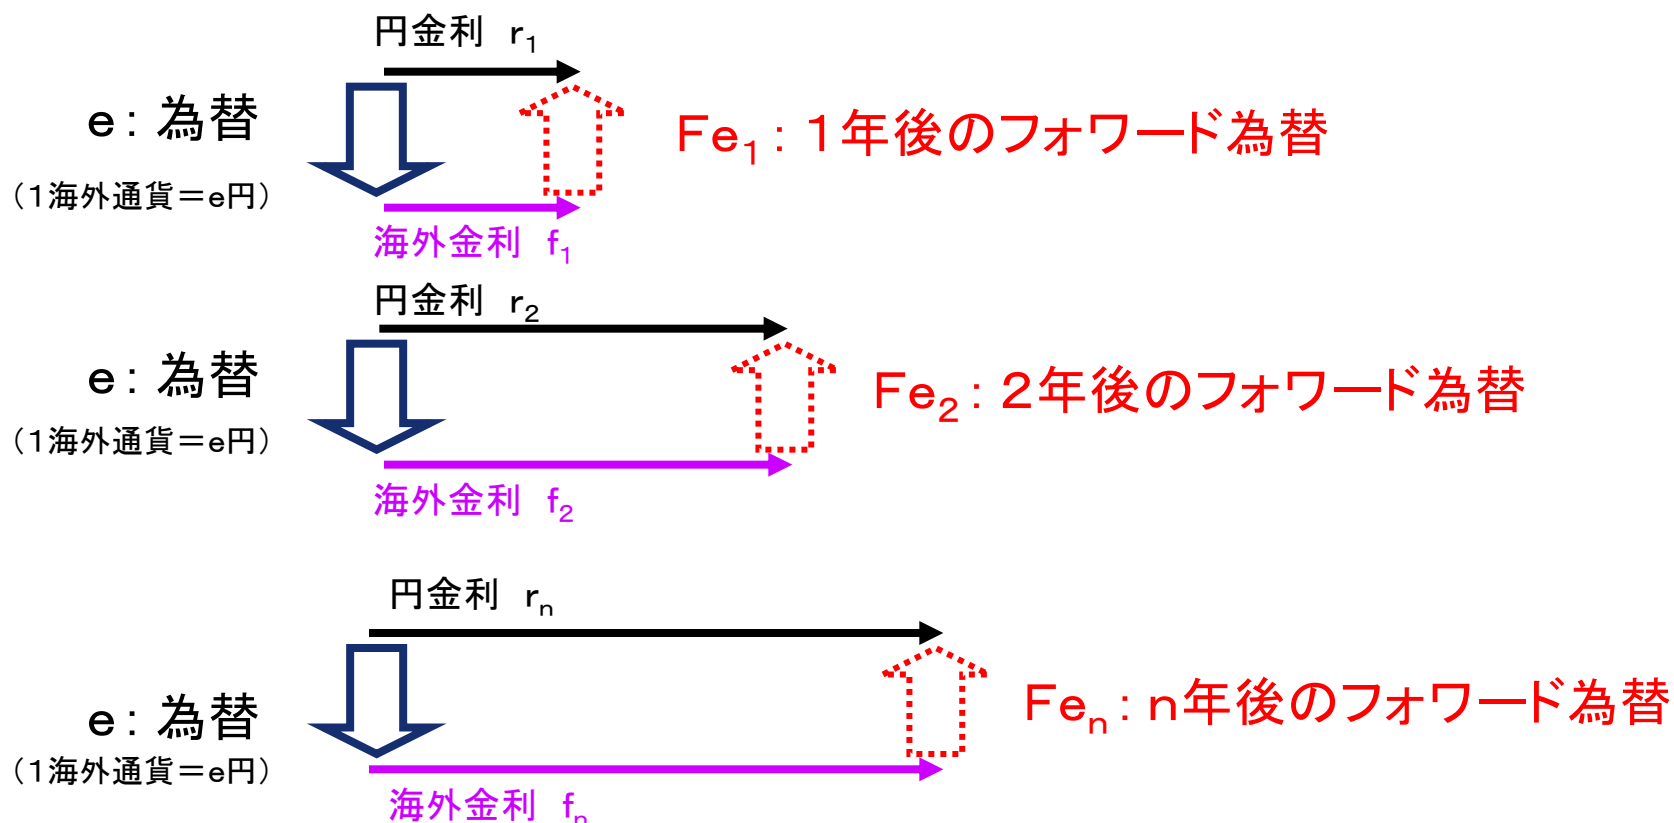 円金利 r1
e：為替
Fe1：１年後のフォワード為替
（１海外通貨＝e円）
海外金利 f1
円金利 r2
e：為替
Fe2：２年後のフォワード為替
（１海外通貨＝e円）
海外金利 f2
円金利 rn
e：為替
Fen：n年後のフォワード為替
（１海外通貨＝e円）
海外金利 fn